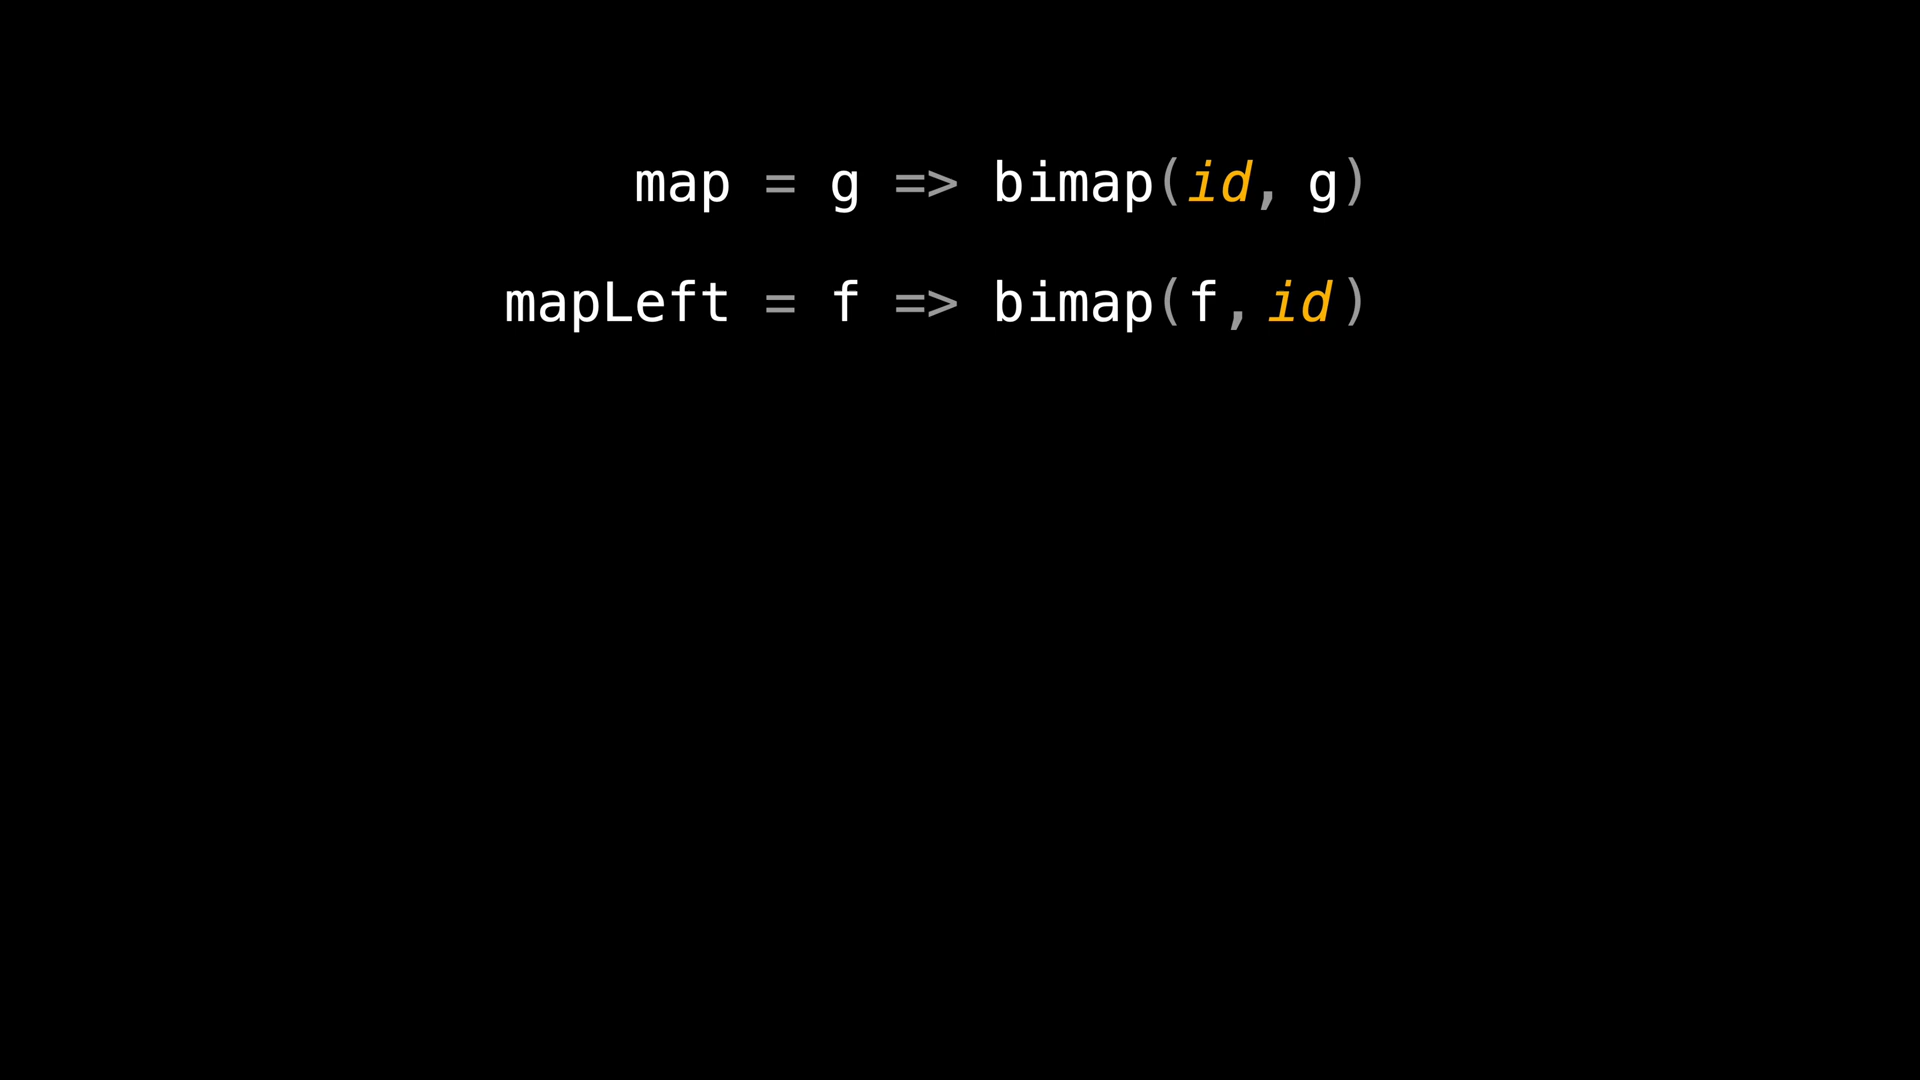 map = g => bimap(id, g)
mapLeft = f => bimap(f, id)